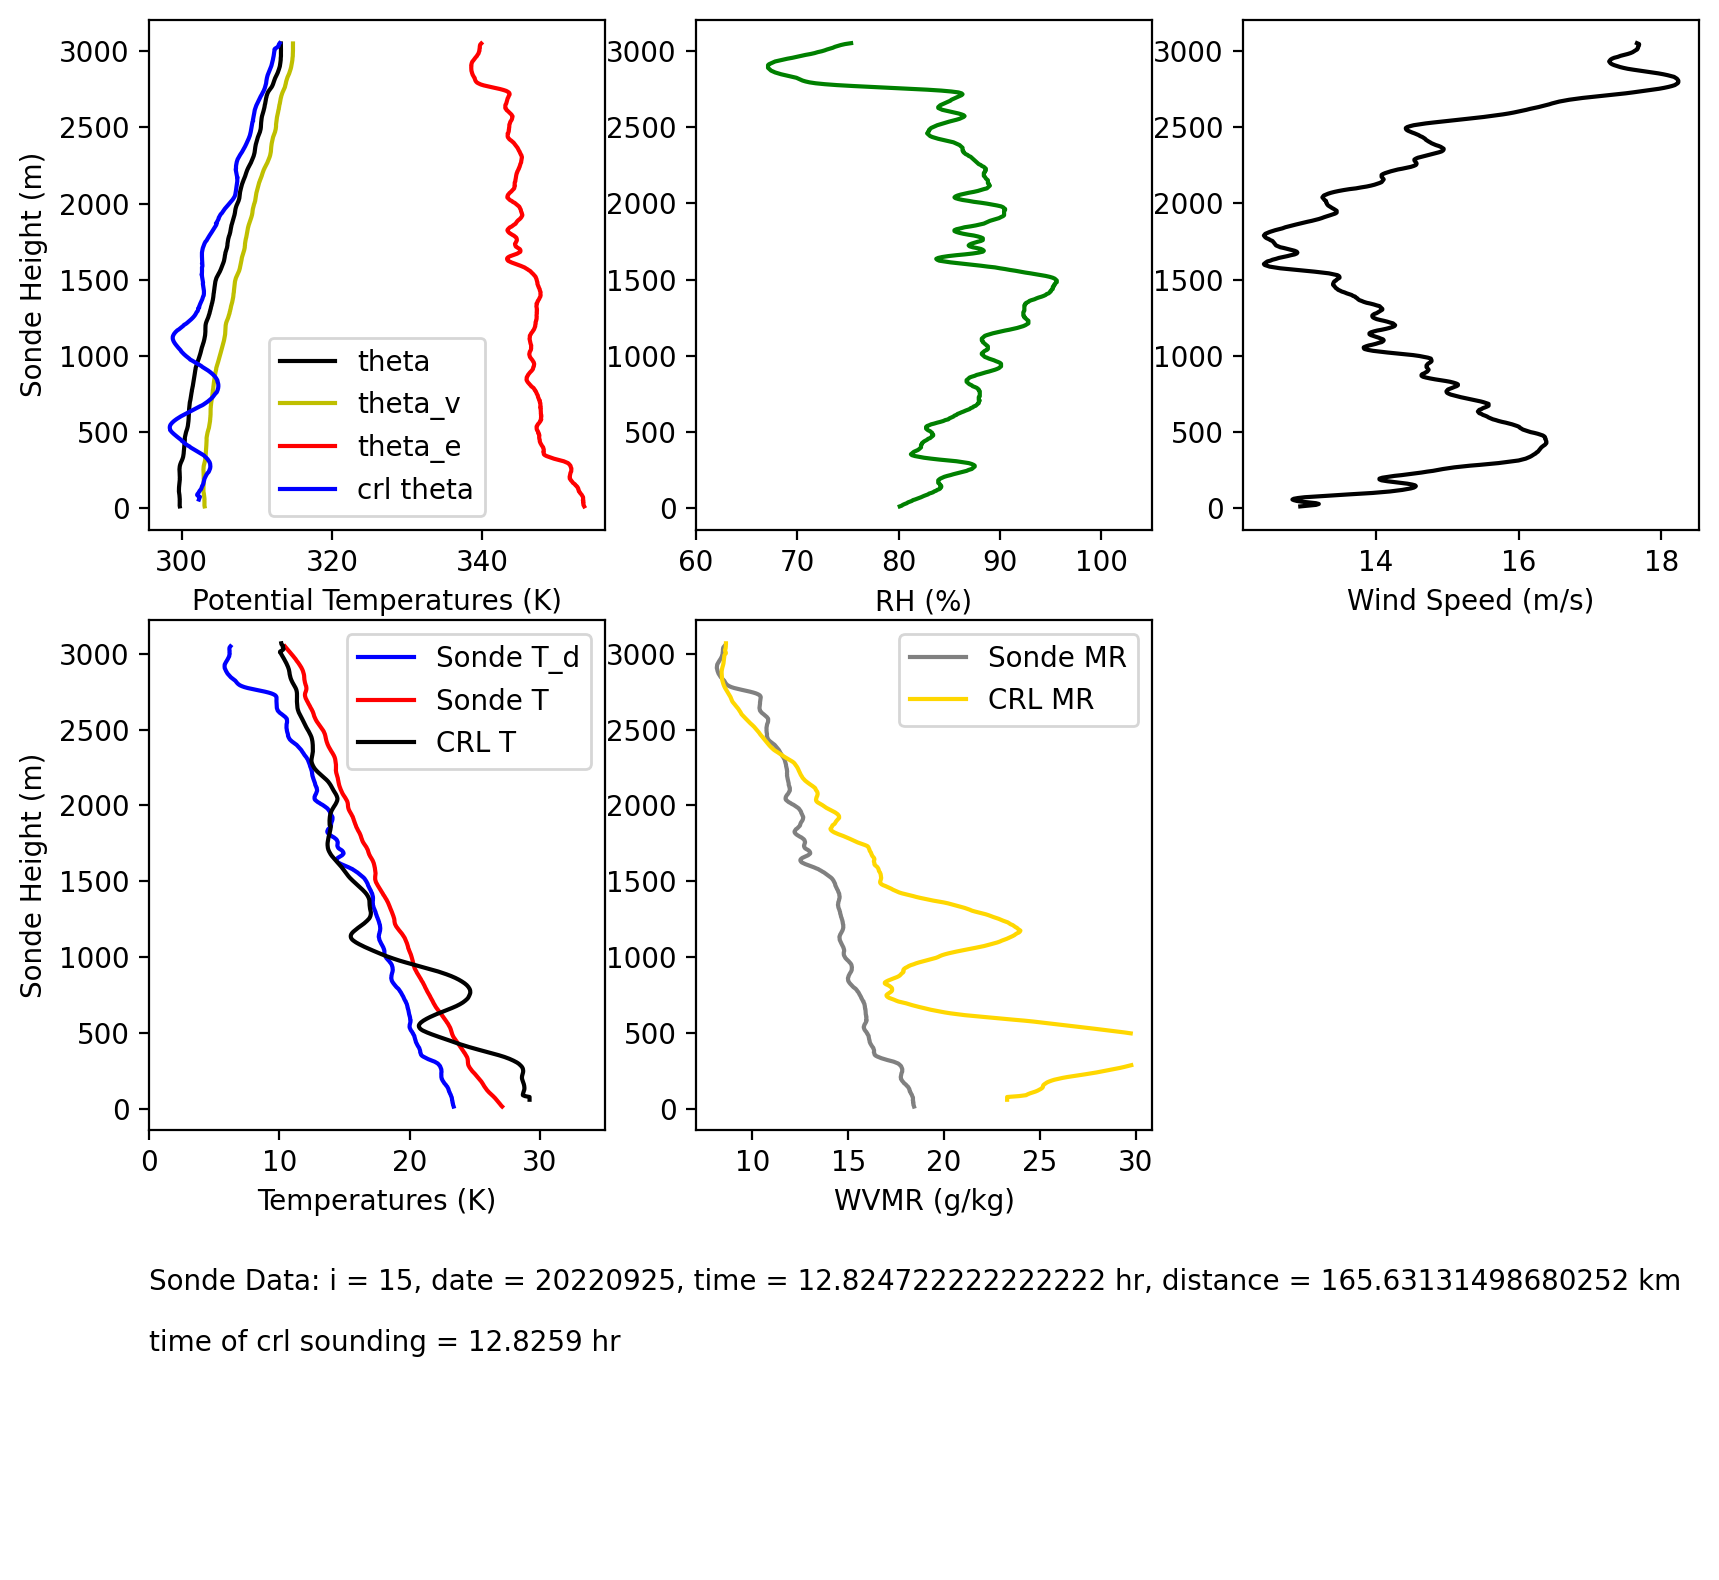 3000
2500
2000
1500
1000
500
0
Sonde Height (m)
300 320 340
Potential Temperatures (K)
theta
theta_v
theta_e
crl theta
3000
2500
2000
1500
1000
500
0
60 70 80 90 100
RH (%)
3000
2500
2000
1500
1000
500
0
14 16 18
Wind Speed (m/s)
3000
2500
2000
1500
1000
500
0
Sonde Height (m)
0 10 20 30
Temperatures (K)
Sonde T_d
Sonde T
CRL T
3000
2500
2000
1500
1000
500
0
10 15 20 25 30
WVMR (g/kg)
Sonde MR
CRL MR
Sonde Data: i = 15, date = 20220925, time = 12.824722222222222 hr, distance = 165.63131498680252 km
time of crl sounding = 12.8259 hr